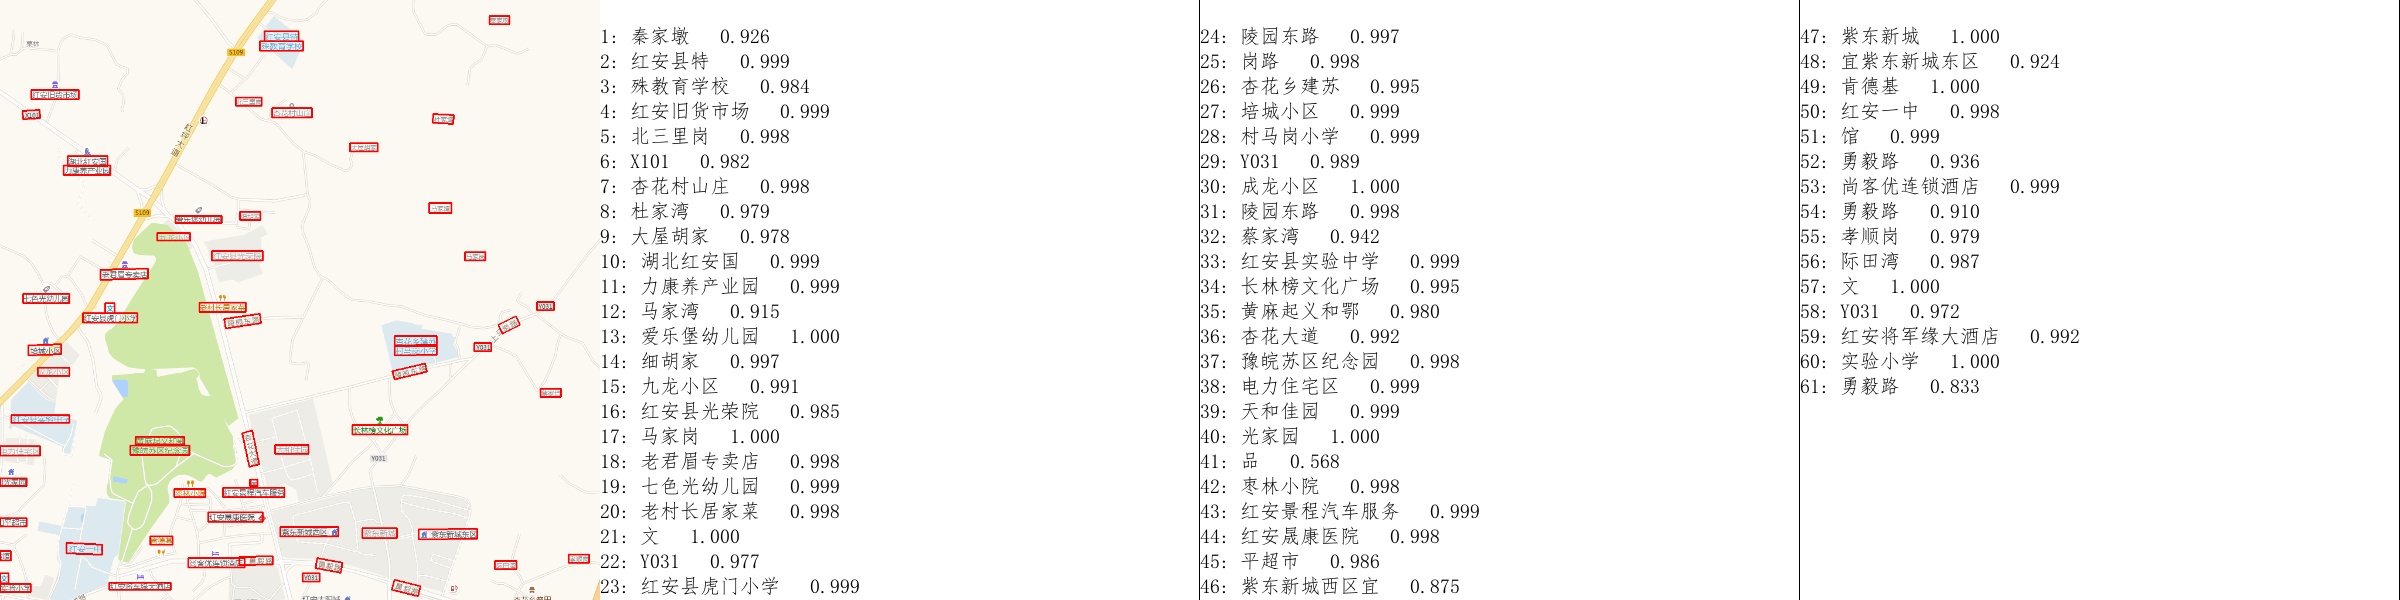 栗林
S109
S109
红坪大道
Y031
1: 秦家墩 0.926
2: 红安县特 0.999
3: 殊教育学校 0.984
4: 红安旧货市场 0.999
5: 北三里岗 0.998
6: X101 0.982
7: 杏花村山庄 0.998
8: 杜家湾 0.979
9: 大屋胡家 0.978
10: 湖北红安国 0.999
11: 力康养产业园 0.999
12: 马家湾 0.915
13: 爱乐堡幼儿园 1.000
14: 细胡家 0.997
15: 九龙小区 0.991
16: 红安县光荣院 0.985
17: 马家岗 1.000
18: 老君眉专卖店 0.998
19: 七色光幼儿园 0.999
20: 老村长居家菜 0.998
21: 文 1.000
22: Y031 0.977
23: 红安县虎门小学 0.999
24: 陵园东路 0.997
25: 岗路 0.998
26: 杏花乡建苏 0.995
27: 培城小区 0.999
28: 村马岗小学 0.999
29: Y031 0.989
30: 成龙小区 1.000
31: 陵园东路 0.998
32: 蔡家湾 0.942
33: 红安县实验中学 0.999
34: 长林榜文化广场 0.995
35: 黄麻起义和鄂 0.980
36: 杏花大道 0.992
37: 豫皖苏区纪念园 0.998
38: 电力住宅区 0.999
39: 天和佳园 0.999
40: 光家园 1.000
41: 品 0.568
42: 枣林小院 0.998
43: 红安景程汽车服务 0.999
44: 红安晟康医院 0.998
45: 平超市 0.986
46: 紫东新城西区宜 0.875
47: 紫东新城 1.000
48: 宜紫东新城东区 0.924
49: 肯德基 1.000
50: 红安一中 0.998
51: 馆 0.999
52: 勇毅路 0.936
53: 尚客优连锁酒店 0.999
54: 勇毅路 0.910
55: 孝顺岗 0.979
56: 际田湾 0.987
57: 文 1.000
58: Y031 0.972
59: 红安将军缘大酒店 0.992
60: 实验小学 1.000
61: 勇毅路 0.833